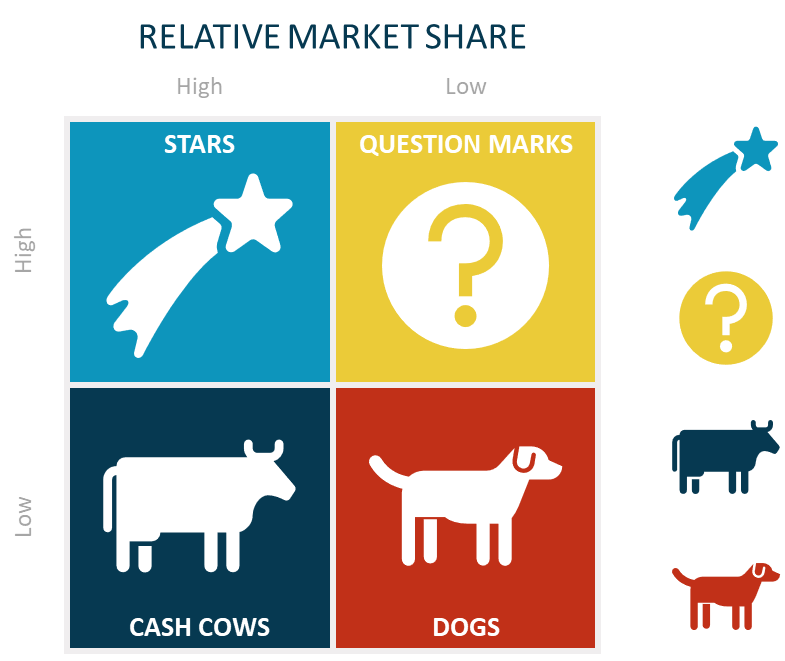 RELATIVE MARKET SHARE
High
Low
STARS
QUESTION MARKS
?
High
Low
CASH COWS
DOGS
?